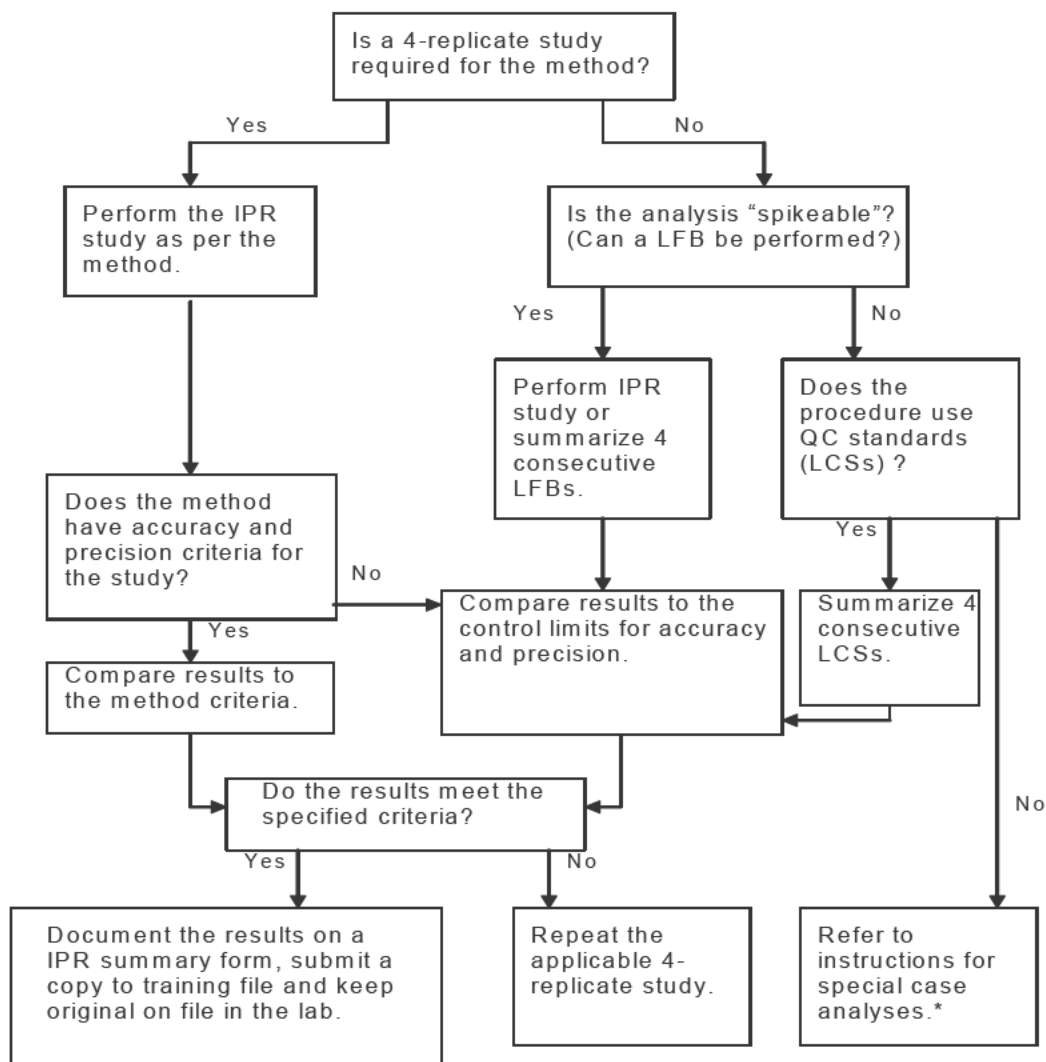 Is a 4-replicate study
required for the method?
Yes
No
Perform the IPR
study as per the
method.
Is the analysis “spikeable”?
(Can a LFB be performed?)
Yes
No
Perform IPR
study or
summarize 4
consecutive
LFBs.
Does the
procedure use
QC standards
(LCSs) ?
Does the method
have accuracy and
precision criteria for
the study?
No
Yes
Yes
Compare results to
the method criteria.
Compare results to the
control limits for accuracy
and precision.
Summarize 4
consecutive
LCSs.
No
Do the results meet the
specified criteria?
Yes
No
Document the results on a
IPR summary form, submit a
copy to training file and keep
original on file in the lab.
Repeat the
applicable 4-
replicate study.
Refer to
instructions for
special case
analyses.*